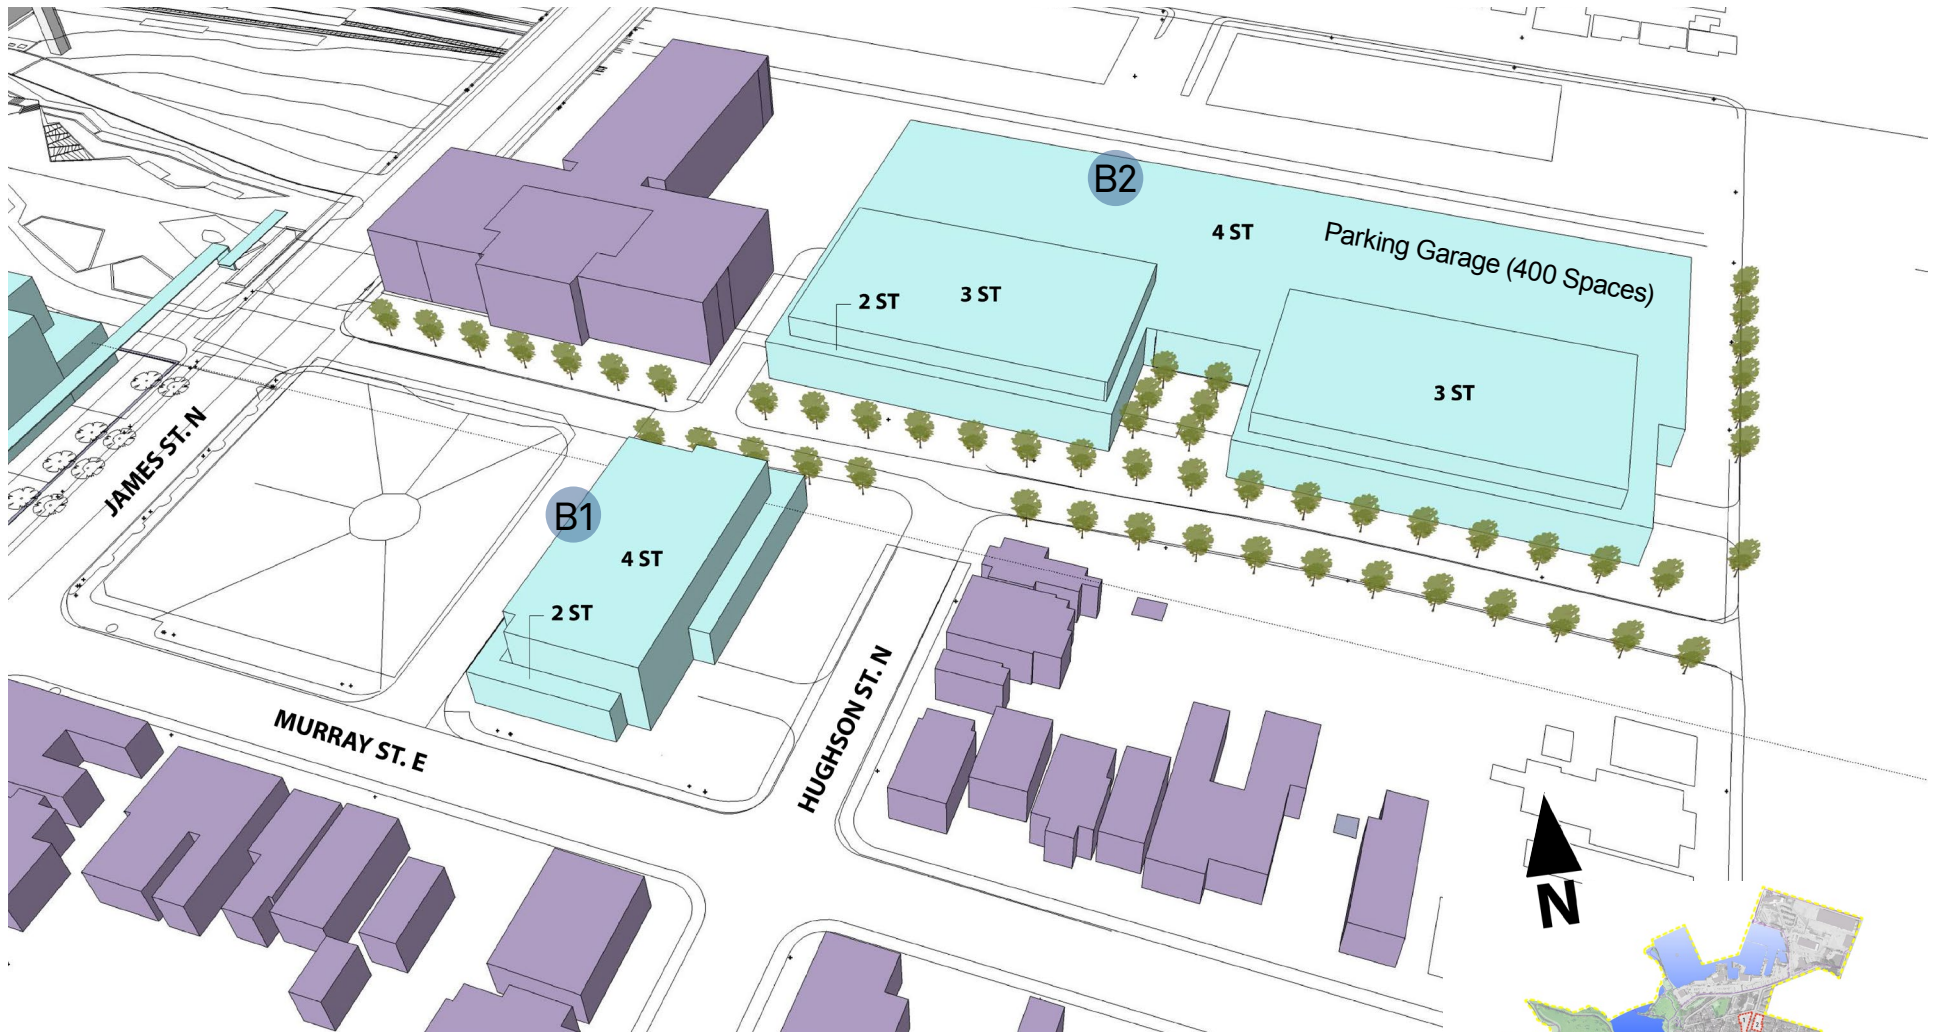 B2
4 ST
Parking Garage (400 Spaces)
2 ST
3 ST
3 ST
JAMES ST. N
B1
4 ST
2 ST
MURRAY ST. E
HUGHSON ST. N
N